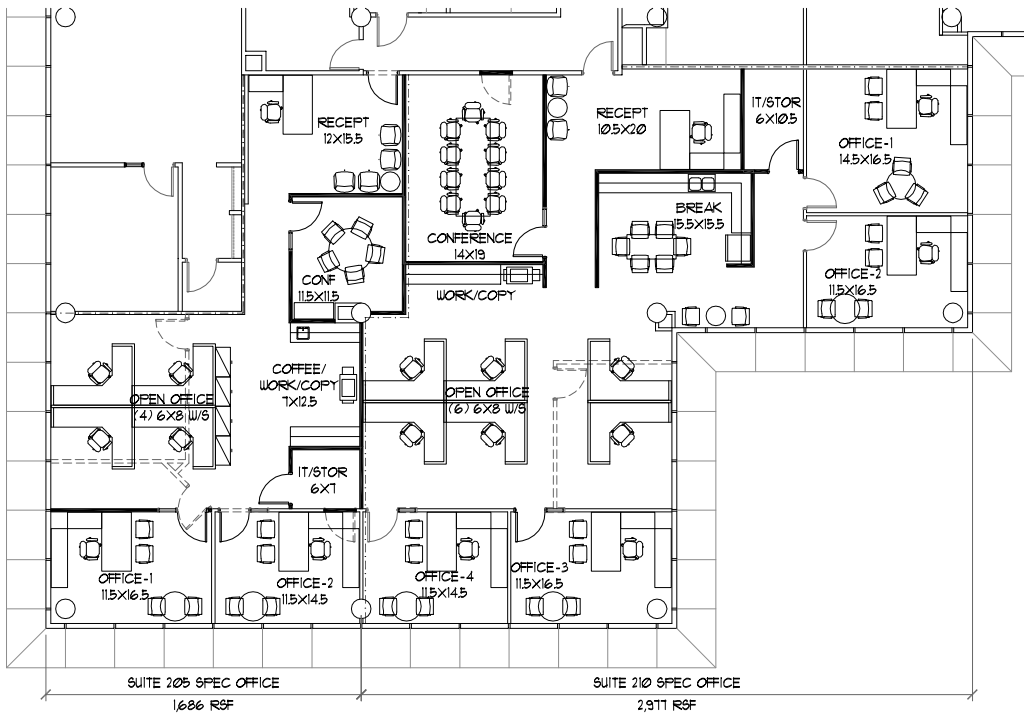 RECEPT
12X15.5
RECEPT
10.5X20
IT/STOR
6X10.5
OFFICE-1
14.5X16.5
CONFERENCE
14X19
BREAK
15.5X15.5
CONF
11.5X11.5
WORK/COPY
OFFICE-2
11.5X16.5
COFFEE/
WORK/COPY
7X12.5
OPEN OFFICE
(4) 6X8 W/S
OPEN OFFICE
(6) 6X8 W/S
IT/STOR
6X7
OFFICE-1
11.5X16.5
OFFICE-2
11.5X14.5
OFFICE-4
11.5X14.5
OFFICE-3
11.5X16.5
SUITE 205 SPEC OFFICE
1,686 RSF
SUITE 210 SPEC OFFICE
2,977 RSF